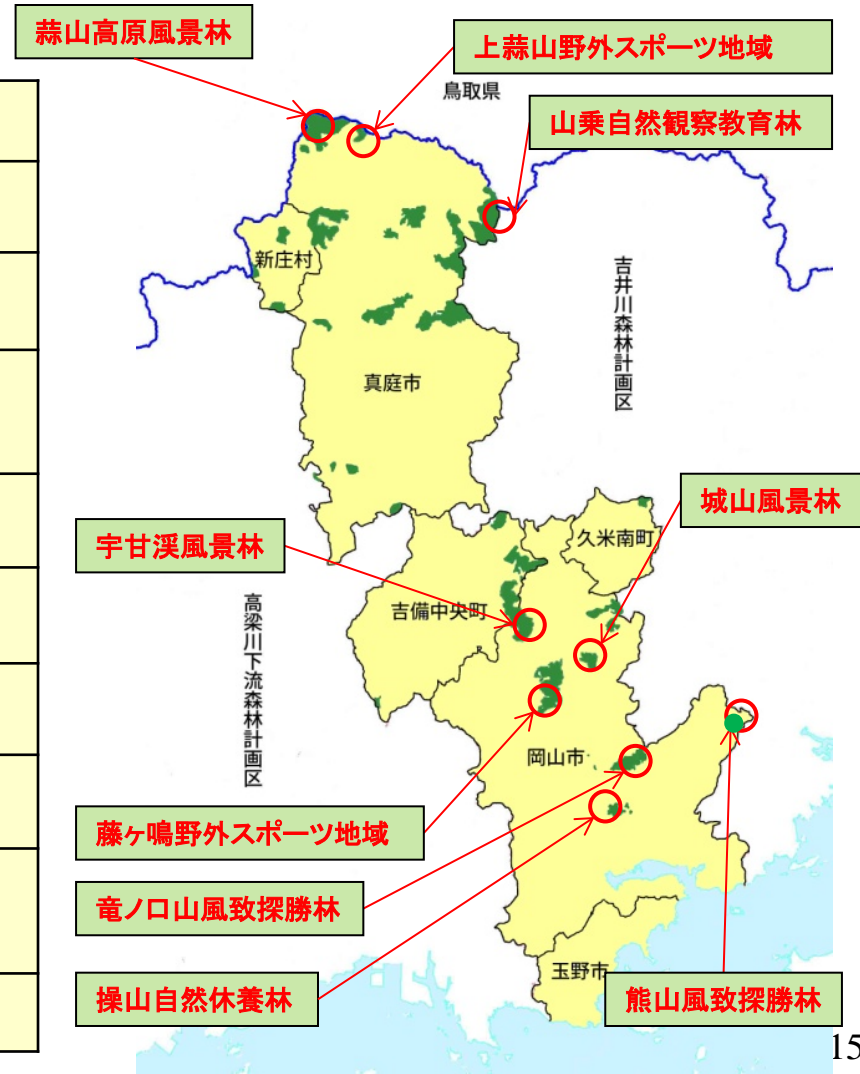 蒜山高原風景林
上蒜山野外スポーツ地域
鳥取県
山乗自然観察教育林
新庄村
吉井川森林計画区
真庭市
城山風景林
宇甘渓風景林
久米南町
吉備中央町
高梁川下流森林計画区
岡山市
藤ヶ鳴野外スポーツ地域
竜ノ口山風致探勝林
玉野市
操山自然休養林
熊山風致探勝林
15